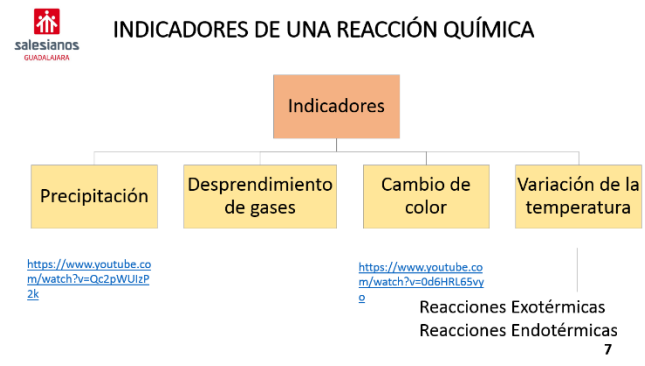 salesianos
GUADALAJARA
INDICADORES DE UNA REACCIÓN QUÍMICA
Indicadores
Precipitación
Desprendimiento
de gases
Cambio de
color
Variación de la
temperatura
https://www.youtube.co
m/watch?v=Qc2pWUIzP
2k
https://www.youtube.co
m/watch?v=0d6HRL65vy
o
Reacciones Exotérmicas
Reacciones Endotérmicas
7